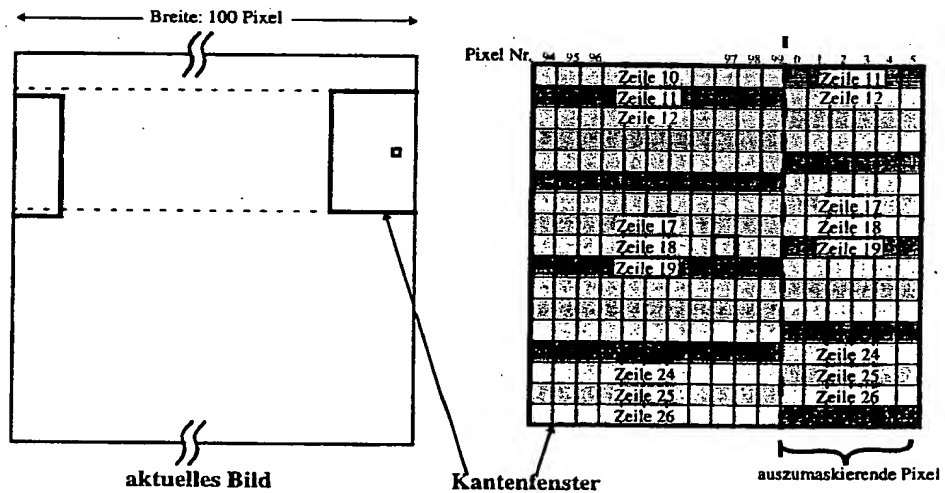 Breite: 100 Pixel
Pixel Nr. 94 95 96 97 98 99 0 1 2 3 4 5
Zeile 10 Zeile 11
Zeile 11 Zeile 12
Zeile 12
Zeile 17
Zeile 17 Zeile 18
Zeile 18 Zeile 19
Zeile 19
Zeile 24
Zeile 24 Zeile 25
Zeile 25 Zeile 26
Zeile 26
aktuelles Bild
Kantenfenster
auszumaskierende Pixel